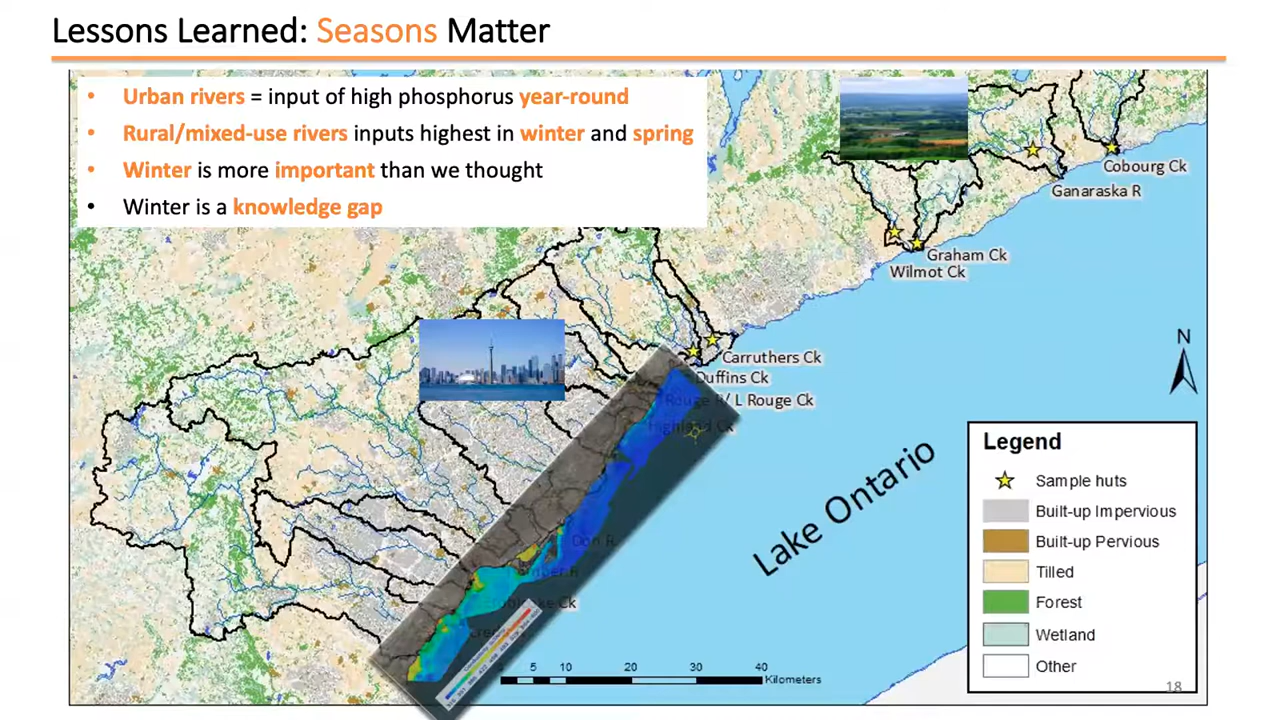 Lessons Learned: Seasons Matter
• Urban rivers = input of high phosphorus year-round
• Rural/mixed-use rivers inputs highest in winter and spring
• Winter is more important than we thought
• Winter is a knowledge gap
Cobourg Ck
Ganaraska R
Graham Ck
Wilmot Ck
Carruthers Ck
Duffins Ck
Rouge R/ L Rouge Ck
Highland Ck
Don R
Ck
Lake Ontario
N
Legend
Sample huts
Built-up Impervious
Built-up Pervious
Tilled
Forest
Wetland
Other
5 10 20 30 40
Kilometers
18